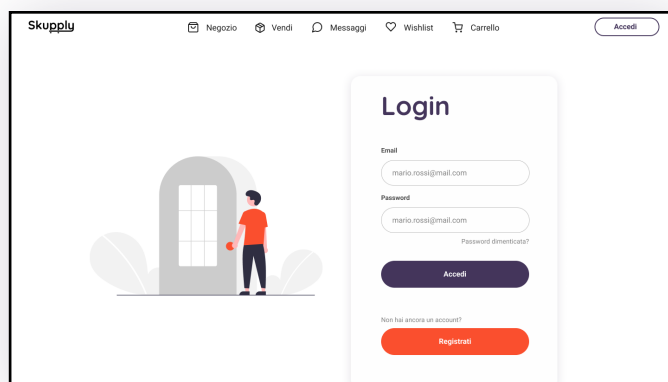 Skupply
Negozio Vendi Messaggi Wishlist Carrello Accedi
Login
Email
mario.rossi@mail.com
Password
mario.rossi@mail.com
Password dimenticata?
Accedi
Non hai ancora un account?
Registrati